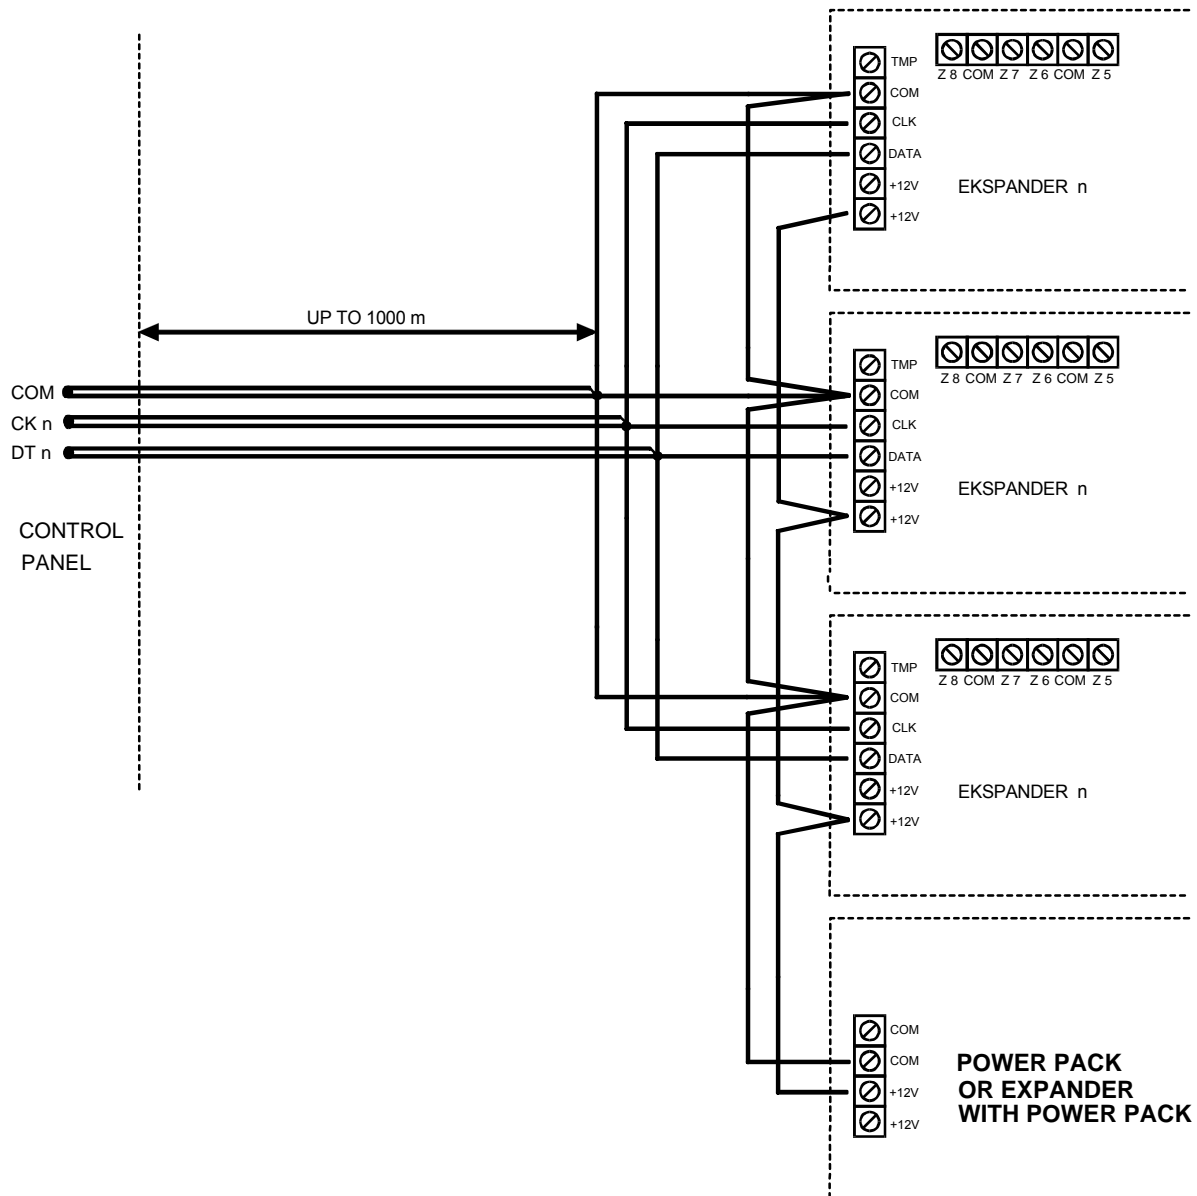 Z 8 COM Z 7 Z 6 COM Z 5
TMP
COM
CLK
DATA
+12V
+12V
EKSPANDER n
UP TO 1000 m
COM
CK n
DT n
CONTROL
PANEL
Z 8 COM Z 7 Z 6 COM Z 5
TMP
COM
CLK
DATA
+12V
+12V
EKSPANDER n
Z 8 COM Z 7 Z 6 COM Z 5
TMP
COM
CLK
DATA
+12V
+12V
EKSPANDER n
COM
COM
+12V
+12V
POWER PACK
OR EXPANDER
WITH POWER PACK